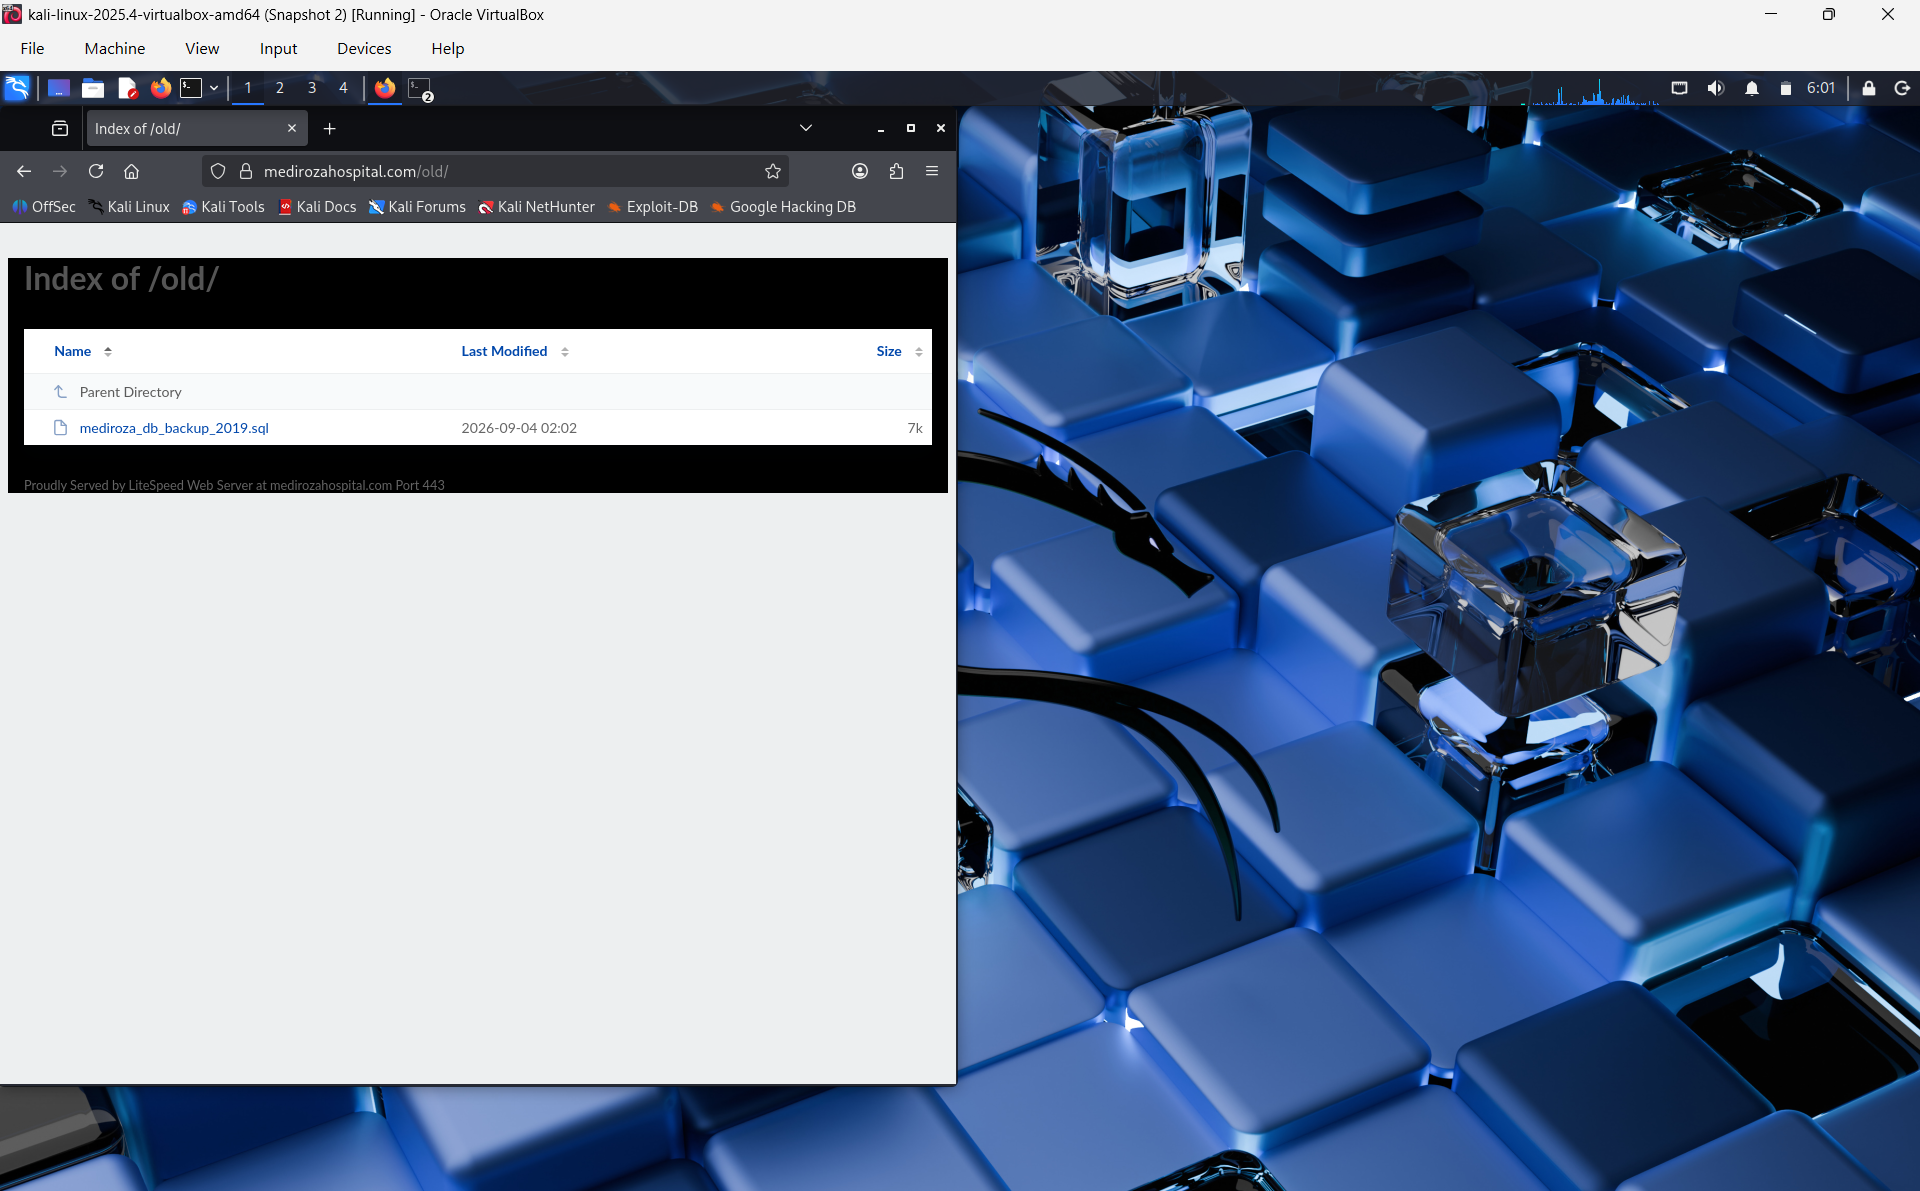 kali-linux-2025.4-virtualbox-amd64 (Snapshot 2) [Running] - Oracle VirtualBox
File Machine View Input Devices Help
1 2 3 4 2 6:01
Index of /old/
medirozahospital.com/old/
OffSec Kali Linux Kali Tools Kali Docs Kali Forums Kali NetHunter Exploit-DB Google Hacking DB
Index of /old/
Name Last Modified Size
Parent Directory
mediroza_db_backup_2019.sql 2026-09-04 02:02 7k
Proudly Served by LiteSpeed Web Server at medirozahospital.com Port 443